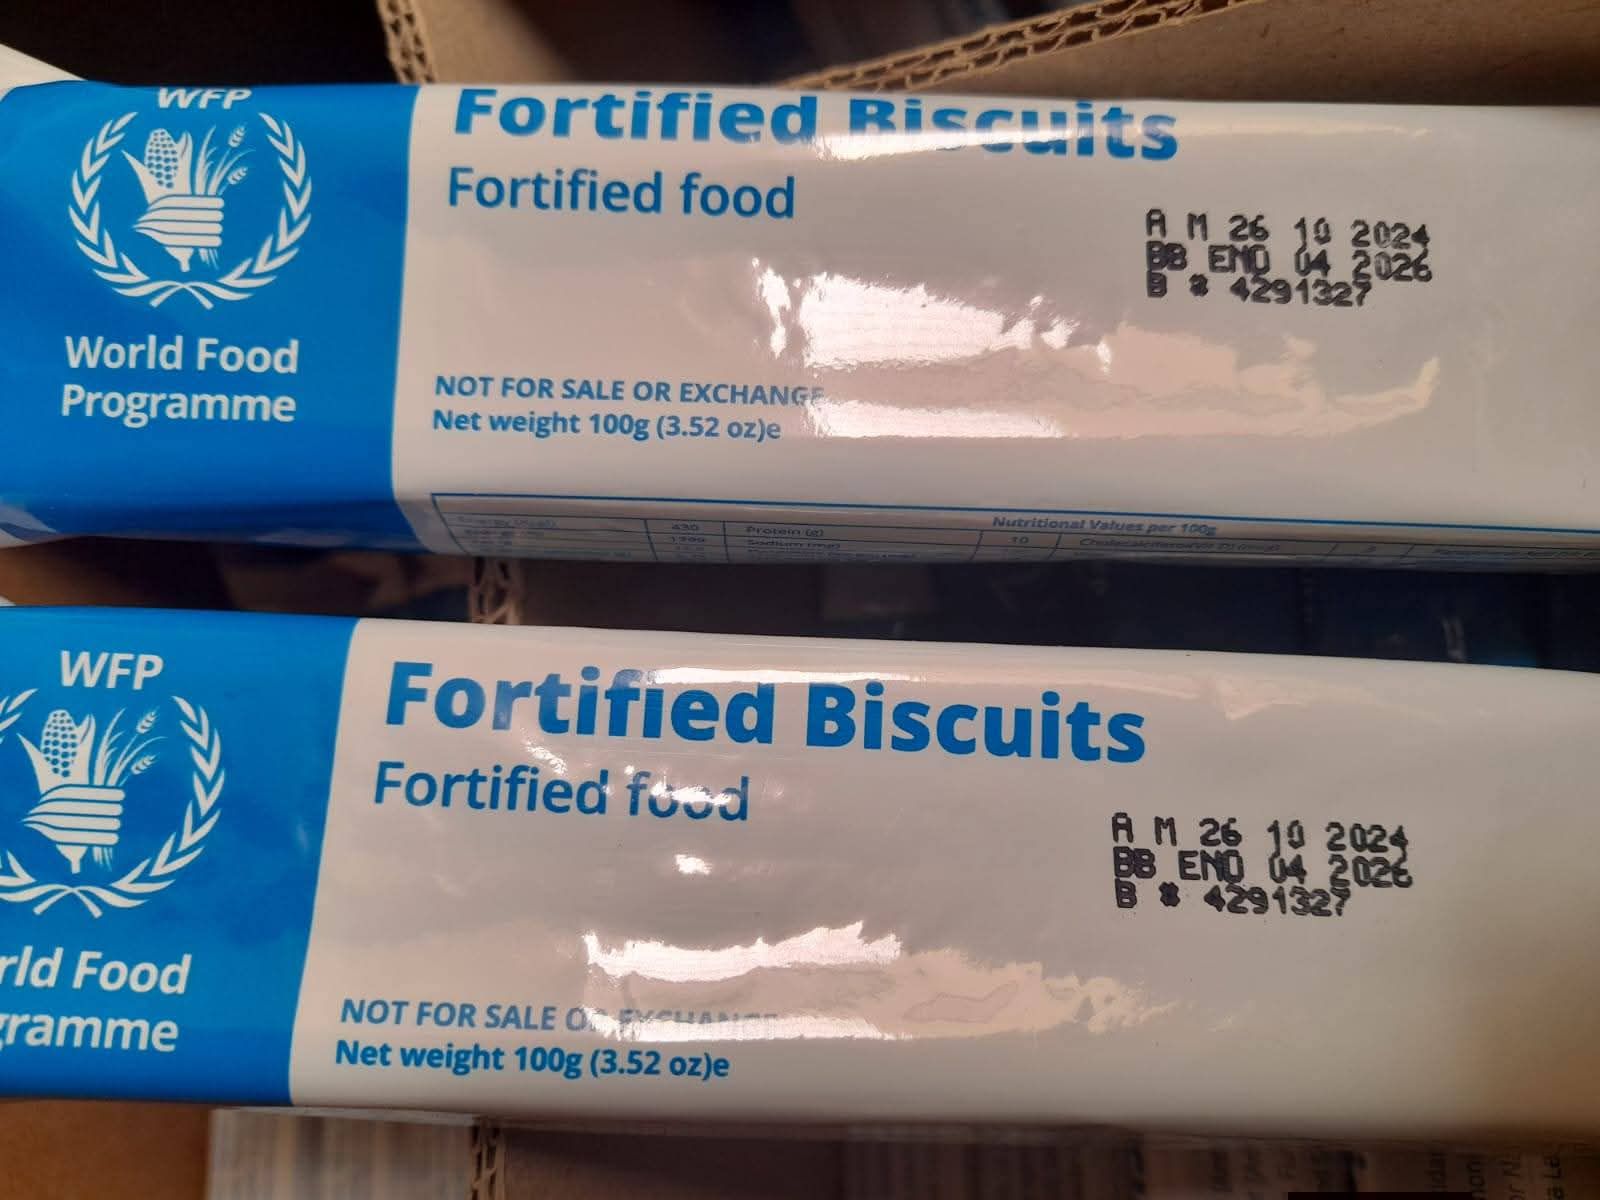 WFP
World Food
Programme
Fortified Biscuits
Fortified food
A M 26 10 2024
BB END 04 2026
B # 4291327
NOT FOR SALE OR EXCHANGE
Net weight 100g (3.52 oz)e
Nutritional Values per 100g
430
Protein (g)
10
Sodium (mg)
WFP
rld Food
gramme
Fortified Biscuits
Fortified food
A M 26 10 2024
BB END 04 2026
B # 4291327
NOT FOR SALE OR EXCHANGE
Net weight 100g (3.52 oz)e